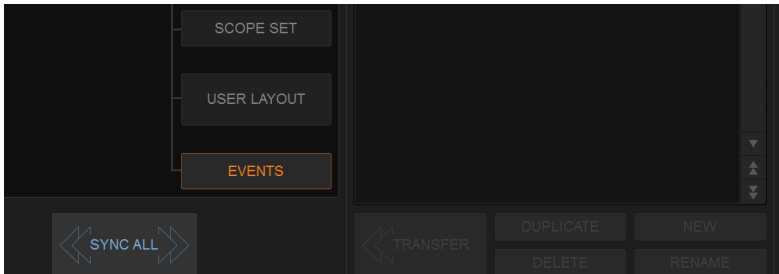 SCOPE SET
USER LAYOUT
EVENTS
SYNC ALL
TRANSFER
DUPLICATE
NEW
DELETE
RENAME